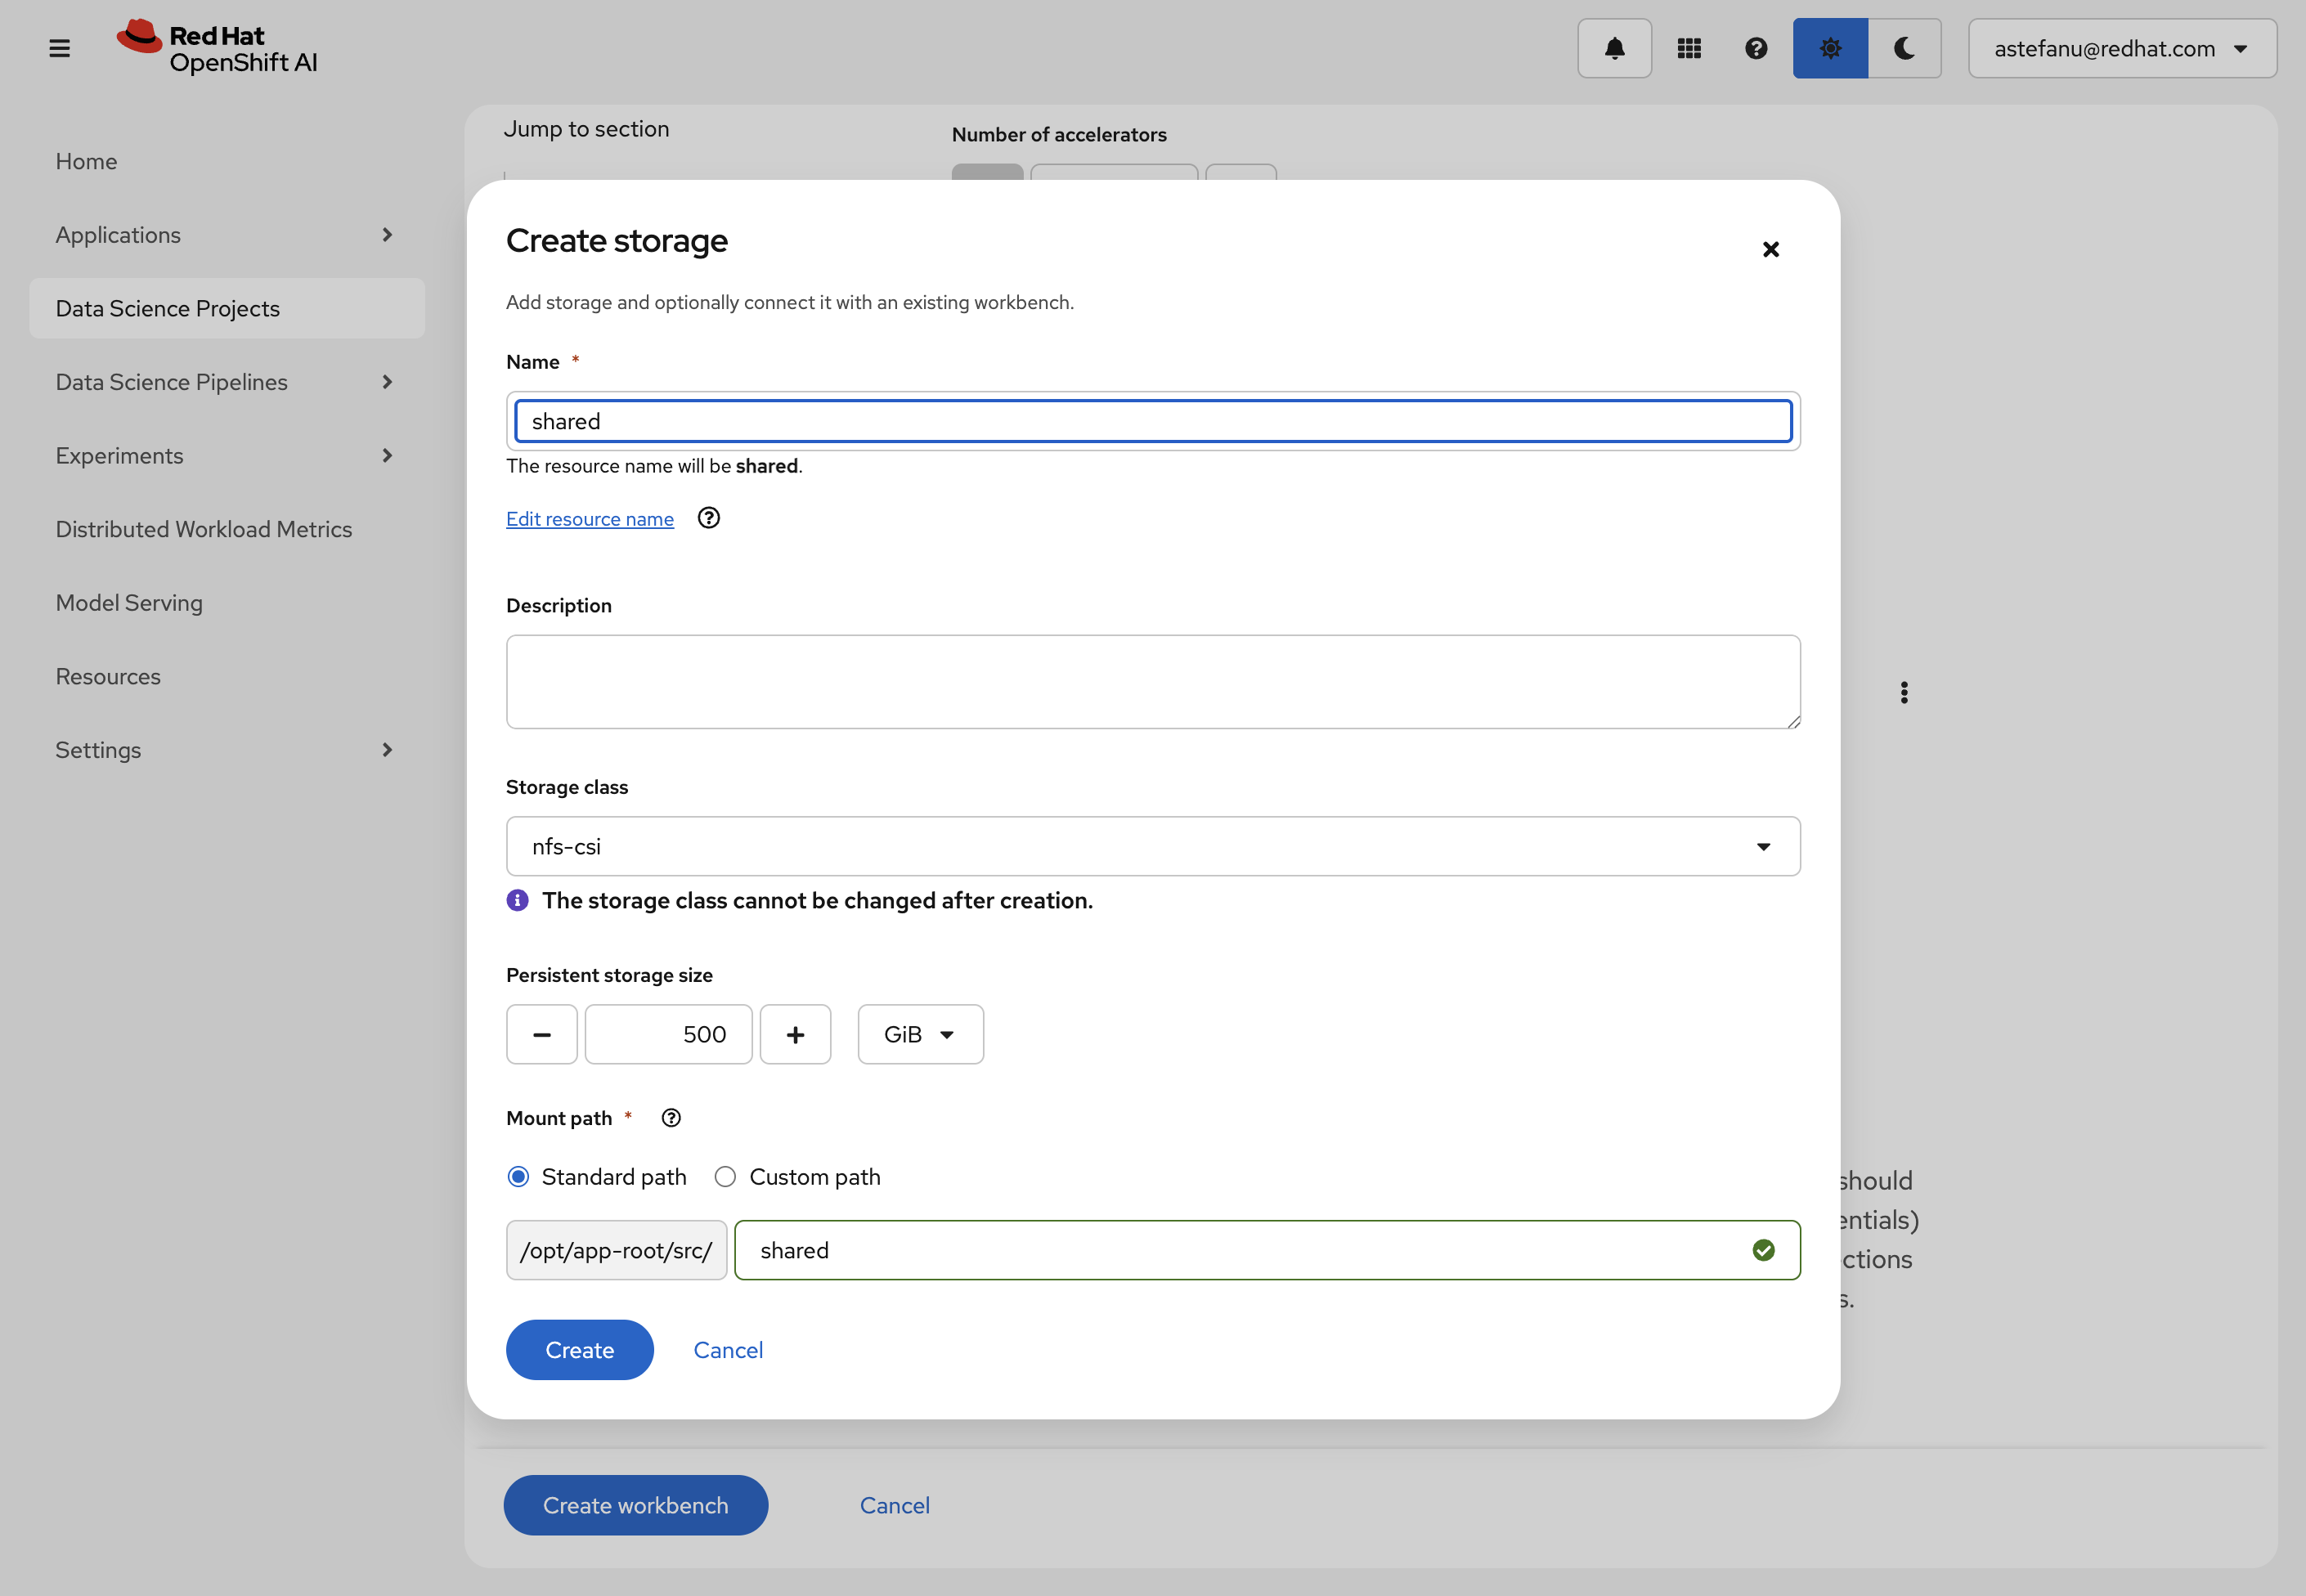 Red Hat
OpenShift AI
astefanu@redhat.com
Home
Applications
Data Science Projects
Data Science Pipelines
Experiments
Distributed Workload Metrics
Model Serving
Resources
Settings
Jump to section
Number of accelerators
Create storage
Add storage and optionally connect it with an existing workbench.
Name *
shared
The resource name will be shared.
Edit resource name
Description
Storage class
nfs-csi
The storage class cannot be changed after creation.
Persistent storage size
500
GiB
Mount path *
Standard path
Custom path
/opt/app-root/src/
shared
Create
Cancel
should
entials)
ctions
s.
Create workbench
Cancel